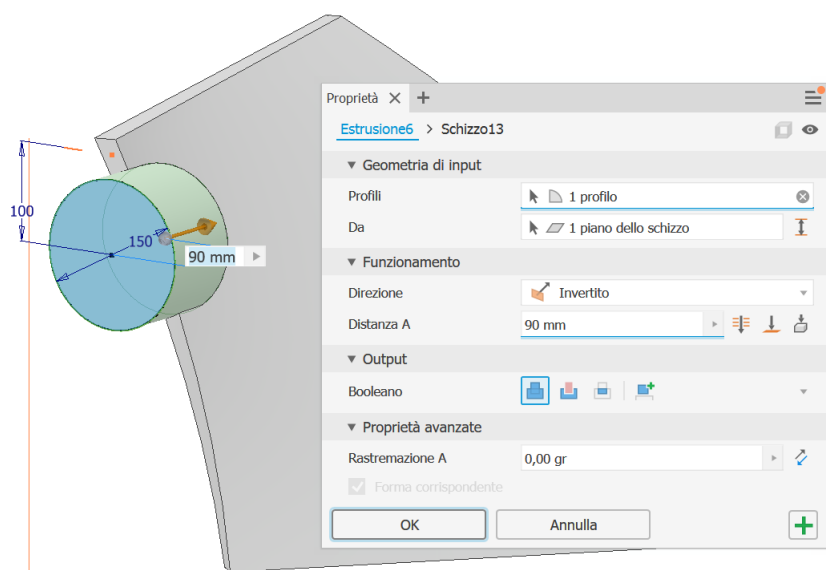 Proprietà
Estrusione6 > Schizzo13
Geometria di input
Profili
1 profilo
Da
1 piano dello schizzo
Funzionamento
Direzione
Invertito
Distanza A
90 mm
Output
Booleano
Proprietà avanzate
Rastremazione A
0,00 gr
Forma corrispondente
OK
Annulla
100
150
90 mm